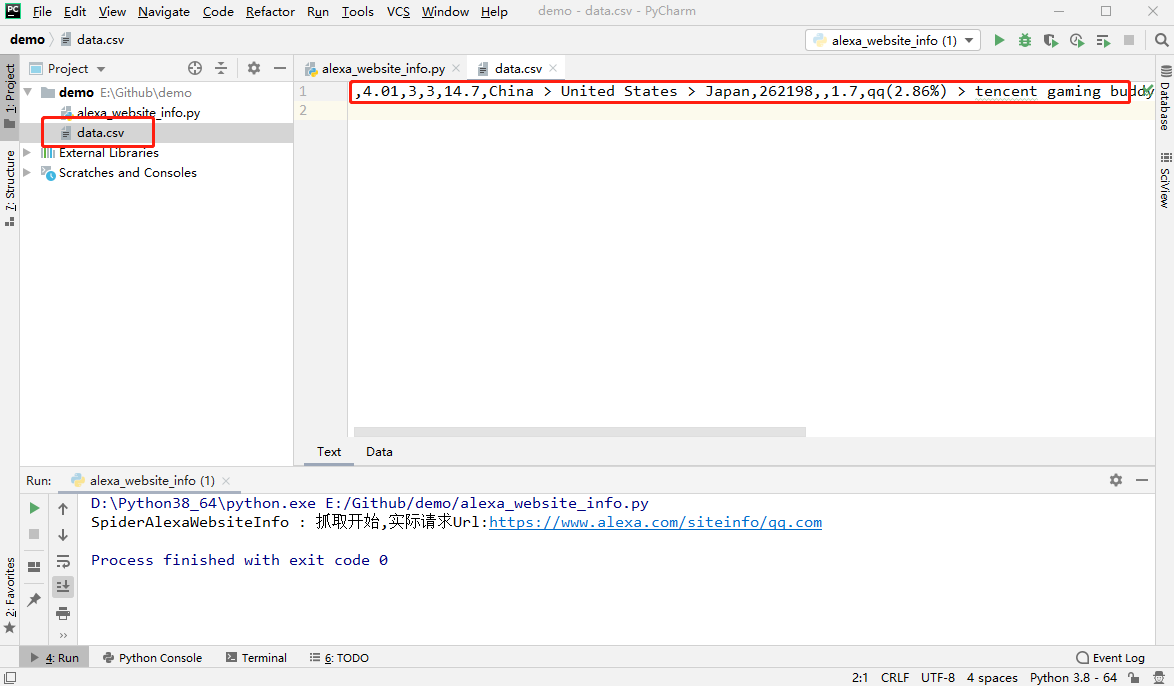 PC File Edit View Navigate Code Refactor Run Tools VCS Window Help demo - data.csv - PyCharm
demo data.csv alexa_website_info (1)
1: Project
Project
alexa_website_info.py data.csv
demo E:\Github\demo
alexa_website_info.py
data.csv
External Libraries
Scratches and Consoles
7: Structure
1 ,4.01,3,3,14.7,China > United States > Japan,262198,,1.7,qq(2.86%) > tencent gaming buddy
2
Database
SciView
Text Data
Run: alexa_website_info (1)
D:\Python38_64\python.exe E:/Github/demo/alexa_website_info.py
SpiderAlexaWebsiteInfo : 抓取开始,实际请求Url:https://www.alexa.com/siteinfo/qq.com
Process finished with exit code 0
2: Favorites
4: Run Python Console Terminal 6: TODO Event Log
2:1 CRLF UTF-8 4 spaces Python 3.8 - 64